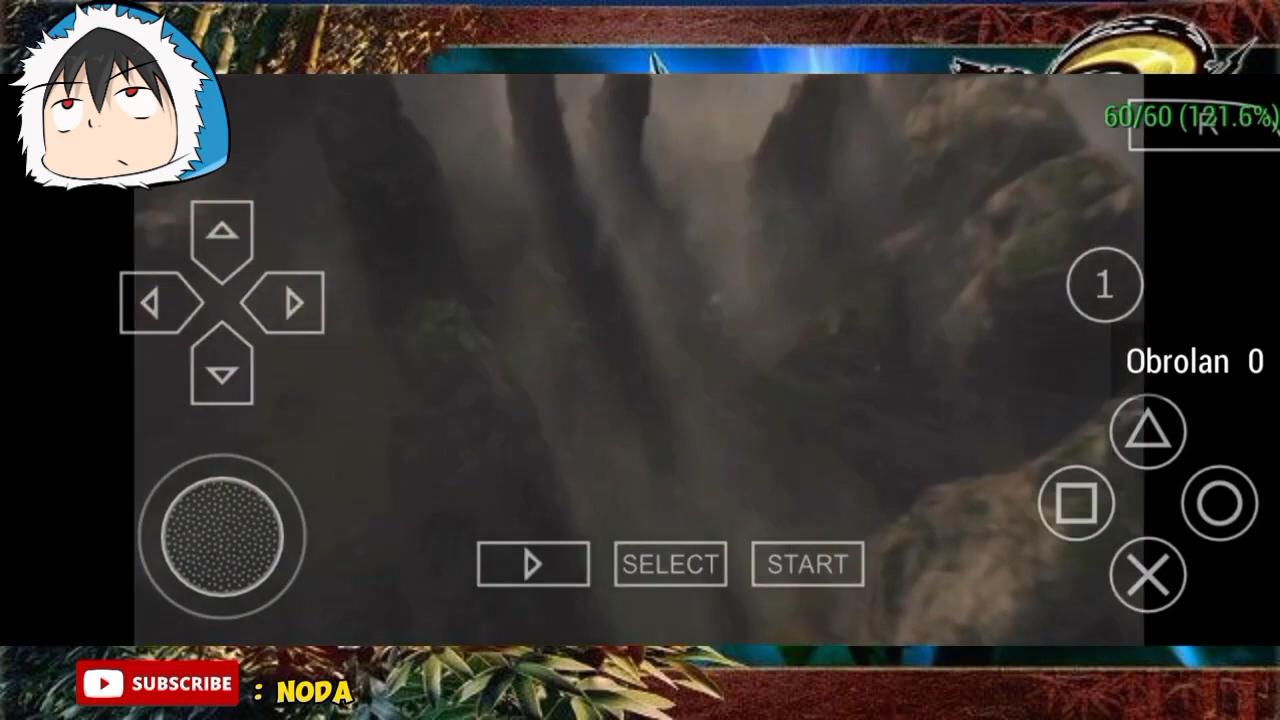 60/60 (121.6%)
R
1
Obrolan 0
SELECT
START
SUBSCRIBE
: NODA